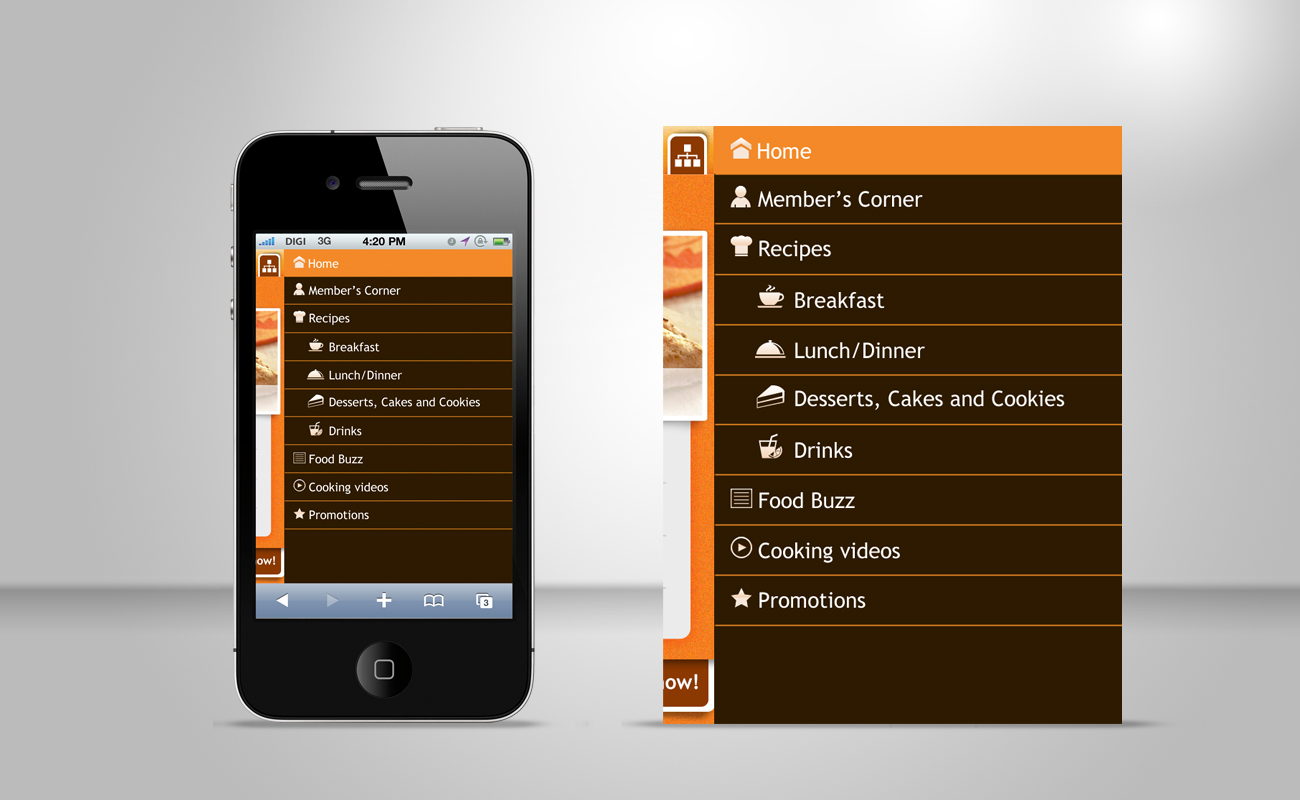 DIGI 3G 4:20 PM
Home
Member's Corner
Recipes
Breakfast
Lunch/Dinner
Desserts, Cakes and Cookies
Drinks
Food Buzz
Cooking videos
Promotions
ow!
3
Home
Member's Corner
Recipes
Breakfast
Lunch/Dinner
Desserts, Cakes and Cookies
Drinks
Food Buzz
Cooking videos
Promotions
ow!